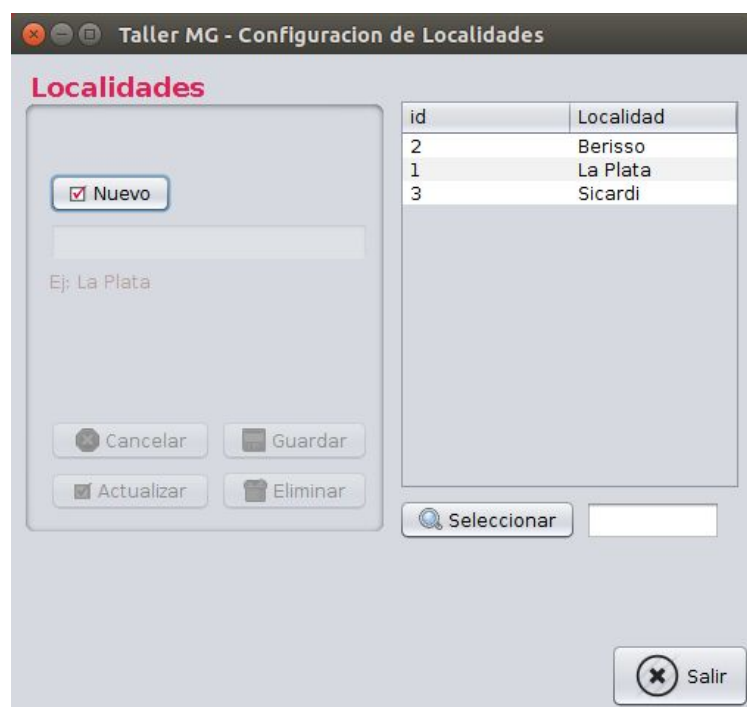 Taller MG - Configuracion de Localidades
Localidades
Nuevo
Ej: La Plata
Cancelar Guardar
Actualizar Eliminar
id Localidad
2 Berisso
1 La Plata
3 Sicardi
Seleccionar
Salir